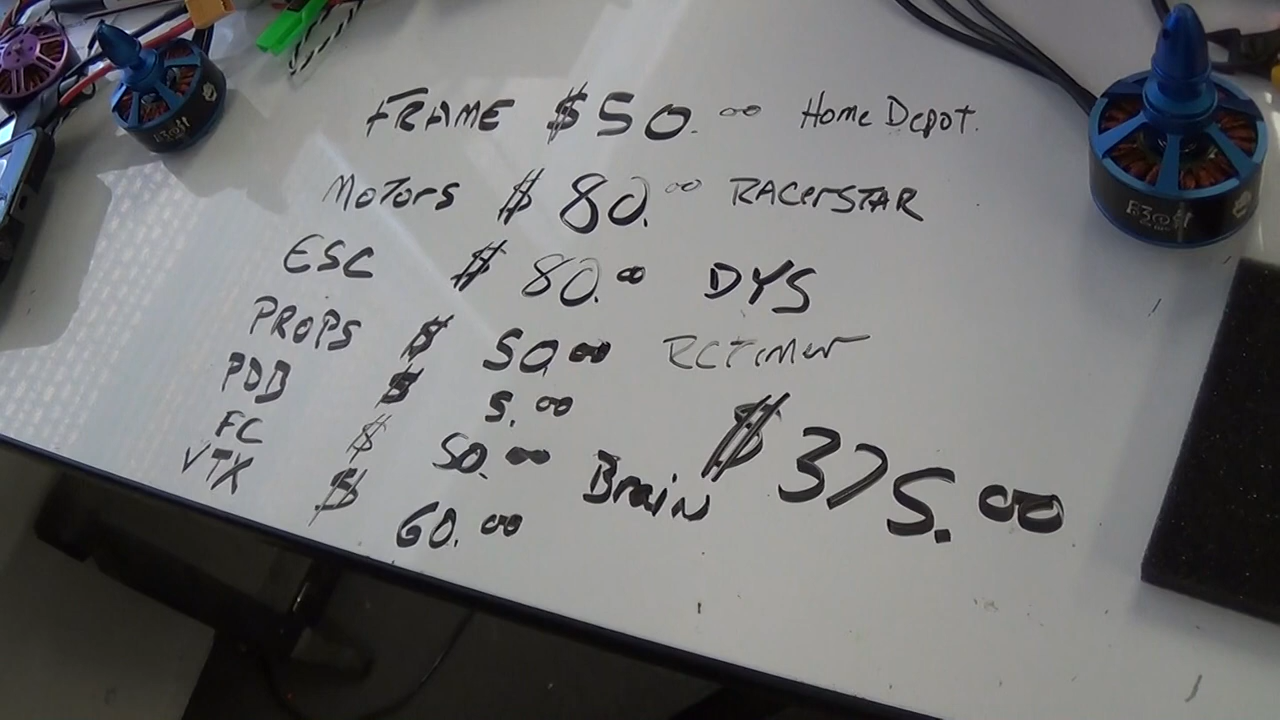 FRAME $50.00 Home Depot.
MOTORS $80.00 RACERSTAR
ESC $80.00 DYS
PROPS $50.00 RCTimer
PDB $5.00
FC $50.00 Brain
VTX $60.00
$375.00